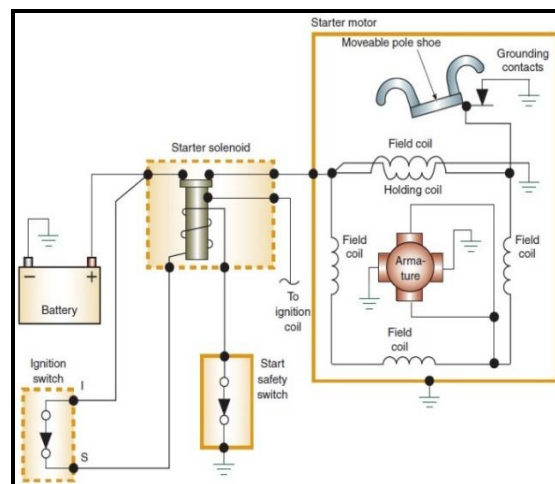 Starter motor
Moveable pole shoe
Grounding
contacts
Starter solenoid
Field coil
Holding coil
Field
coil
Arma-
ture
Field
coil
− +
Battery
To
ignition
coil
Field
coil
Ignition
switch
I
S
Start
safety
switch